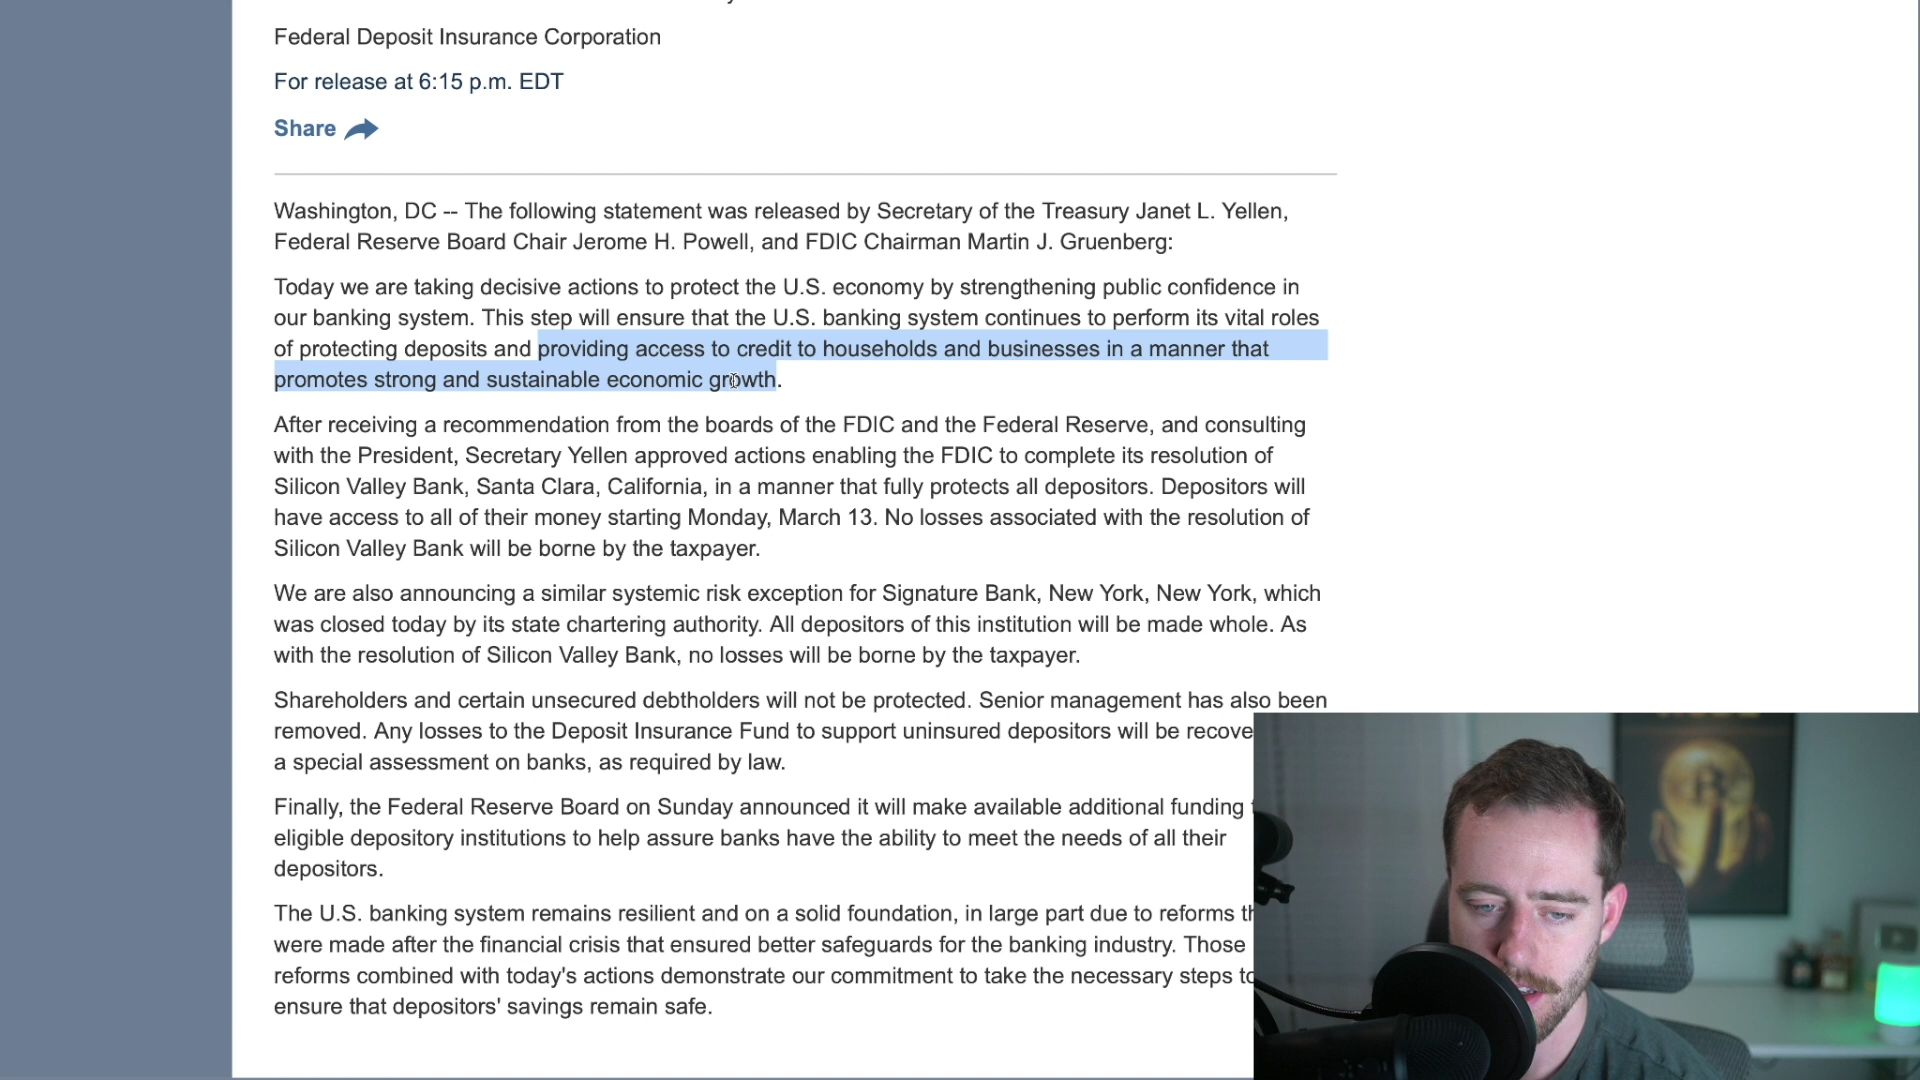 Federal Deposit Insurance Corporation
For release at 6:15 p.m. EDT
Share
Washington, DC -- The following statement was released by Secretary of the Treasury Janet L. Yellen,
Federal Reserve Board Chair Jerome H. Powell, and FDIC Chairman Martin J. Gruenberg:
Today we are taking decisive actions to protect the U.S. economy by strengthening public confidence in
our banking system. This step will ensure that the U.S. banking system continues to perform its vital roles
of protecting deposits and providing access to credit to households and businesses in a manner that
promotes strong and sustainable economic growth.
After receiving a recommendation from the boards of the FDIC and the Federal Reserve, and consulting
with the President, Secretary Yellen approved actions enabling the FDIC to complete its resolution of
Silicon Valley Bank, Santa Clara, California, in a manner that fully protects all depositors. Depositors will
have access to all of their money starting Monday, March 13. No losses associated with the resolution of
Silicon Valley Bank will be borne by the taxpayer.
We are also announcing a similar systemic risk exception for Signature Bank, New York, New York, which
was closed today by its state chartering authority. All depositors of this institution will be made whole. As
with the resolution of Silicon Valley Bank, no losses will be borne by the taxpayer.
Shareholders and certain unsecured debtholders will not be protected. Senior management has also been
removed. Any losses to the Deposit Insurance Fund to support uninsured depositors will be
a special assessment on banks, as required by law.
Finally, the Federal Reserve Board on Sunday announced it will make available additional funding
eligible depository institutions to help assure banks have the ability to meet the needs of all their
depositors.
The U.S. banking system remains resilient and on a solid foundation, in large part due to reforms
were made after the financial crisis that ensured better safeguards for the banking industry. Those
reforms combined with today's actions demonstrate our commitment to take the necessary steps to
ensure that depositors' savings remain safe.